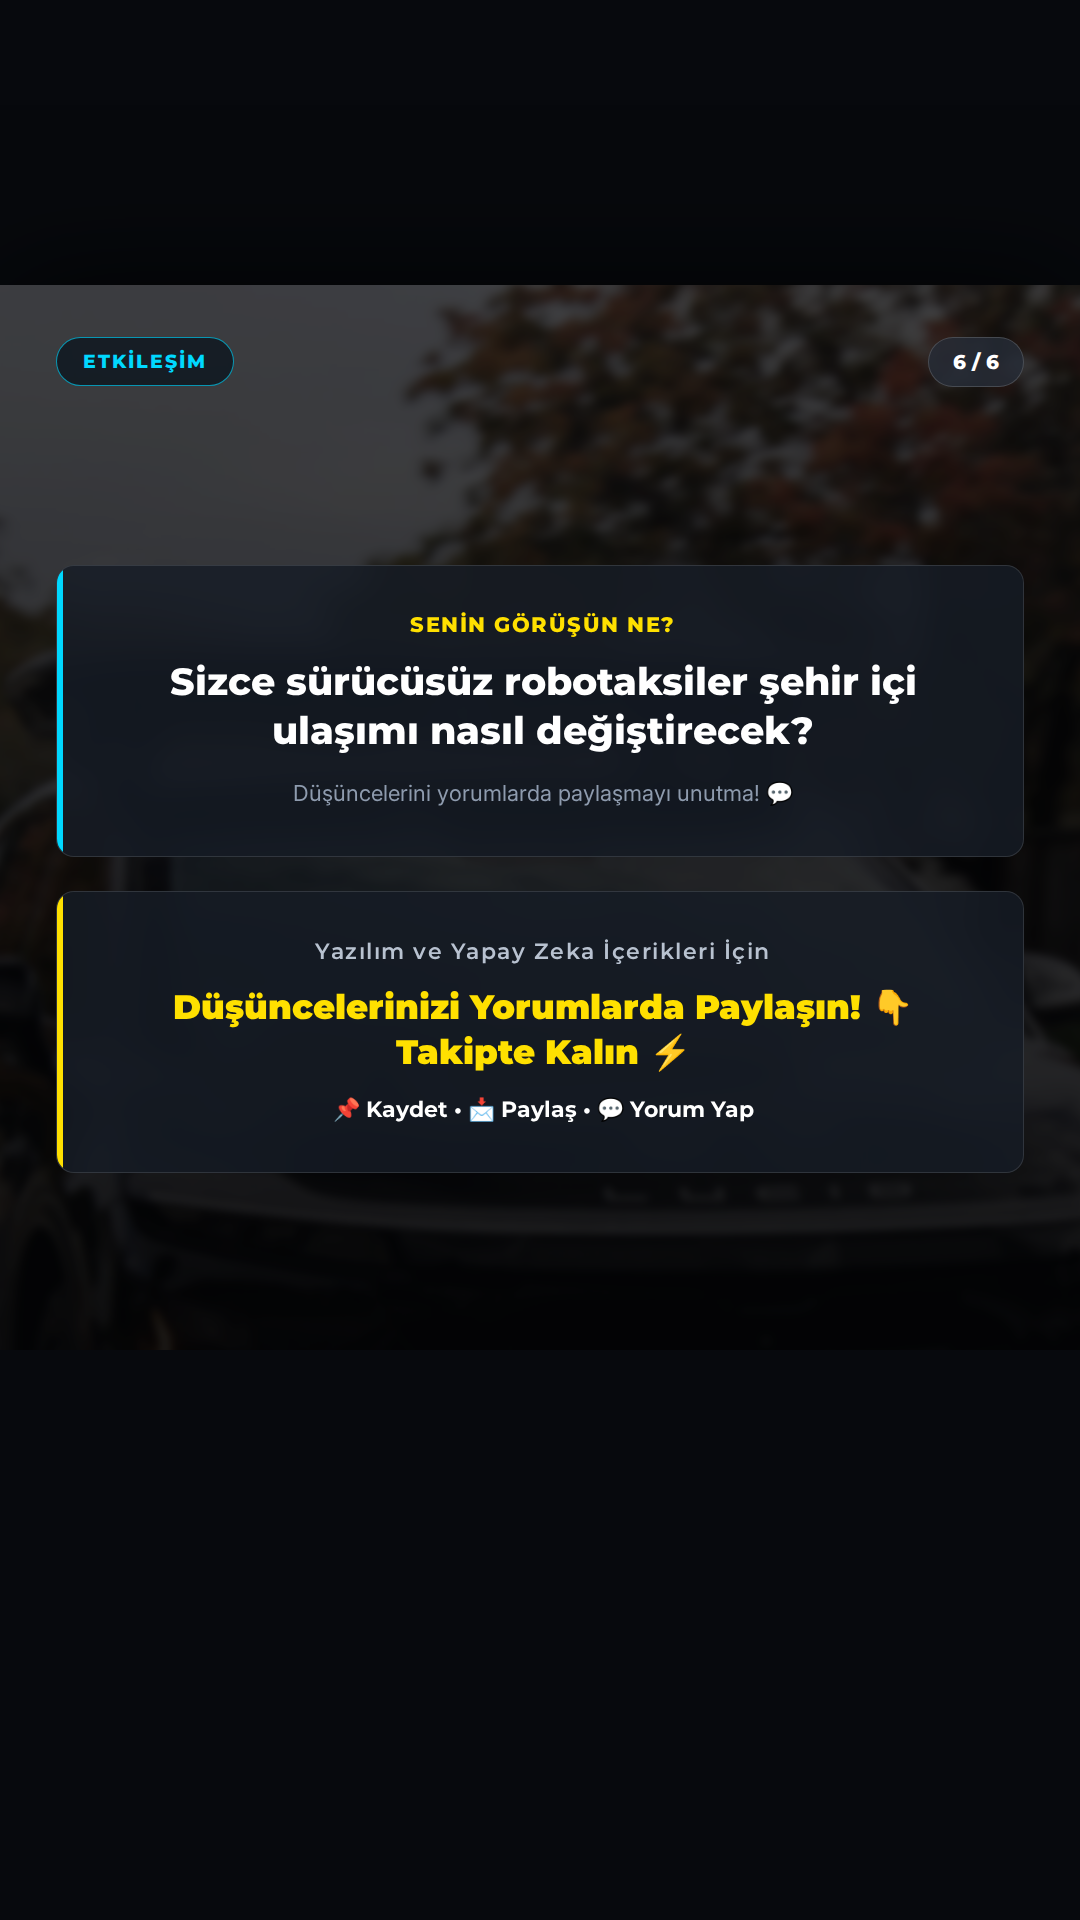 ETKİLEŞİM
6 / 6
SENİN GÖRÜŞÜN NE?
Sizce sürücüsüz robotaksiler şehir içi
ulaşımı nasıl değiştirecek?
Düşüncelerini yorumlarda paylaşmayı unutma! 💬
Yazılım ve Yapay Zeka İçerikleri İçin
Düşüncelerinizi Yorumlarda Paylaşın! 👇
Takipte Kalın ⚡
📌 Kaydet • 📩 Paylaş • 💬 Yorum Yap